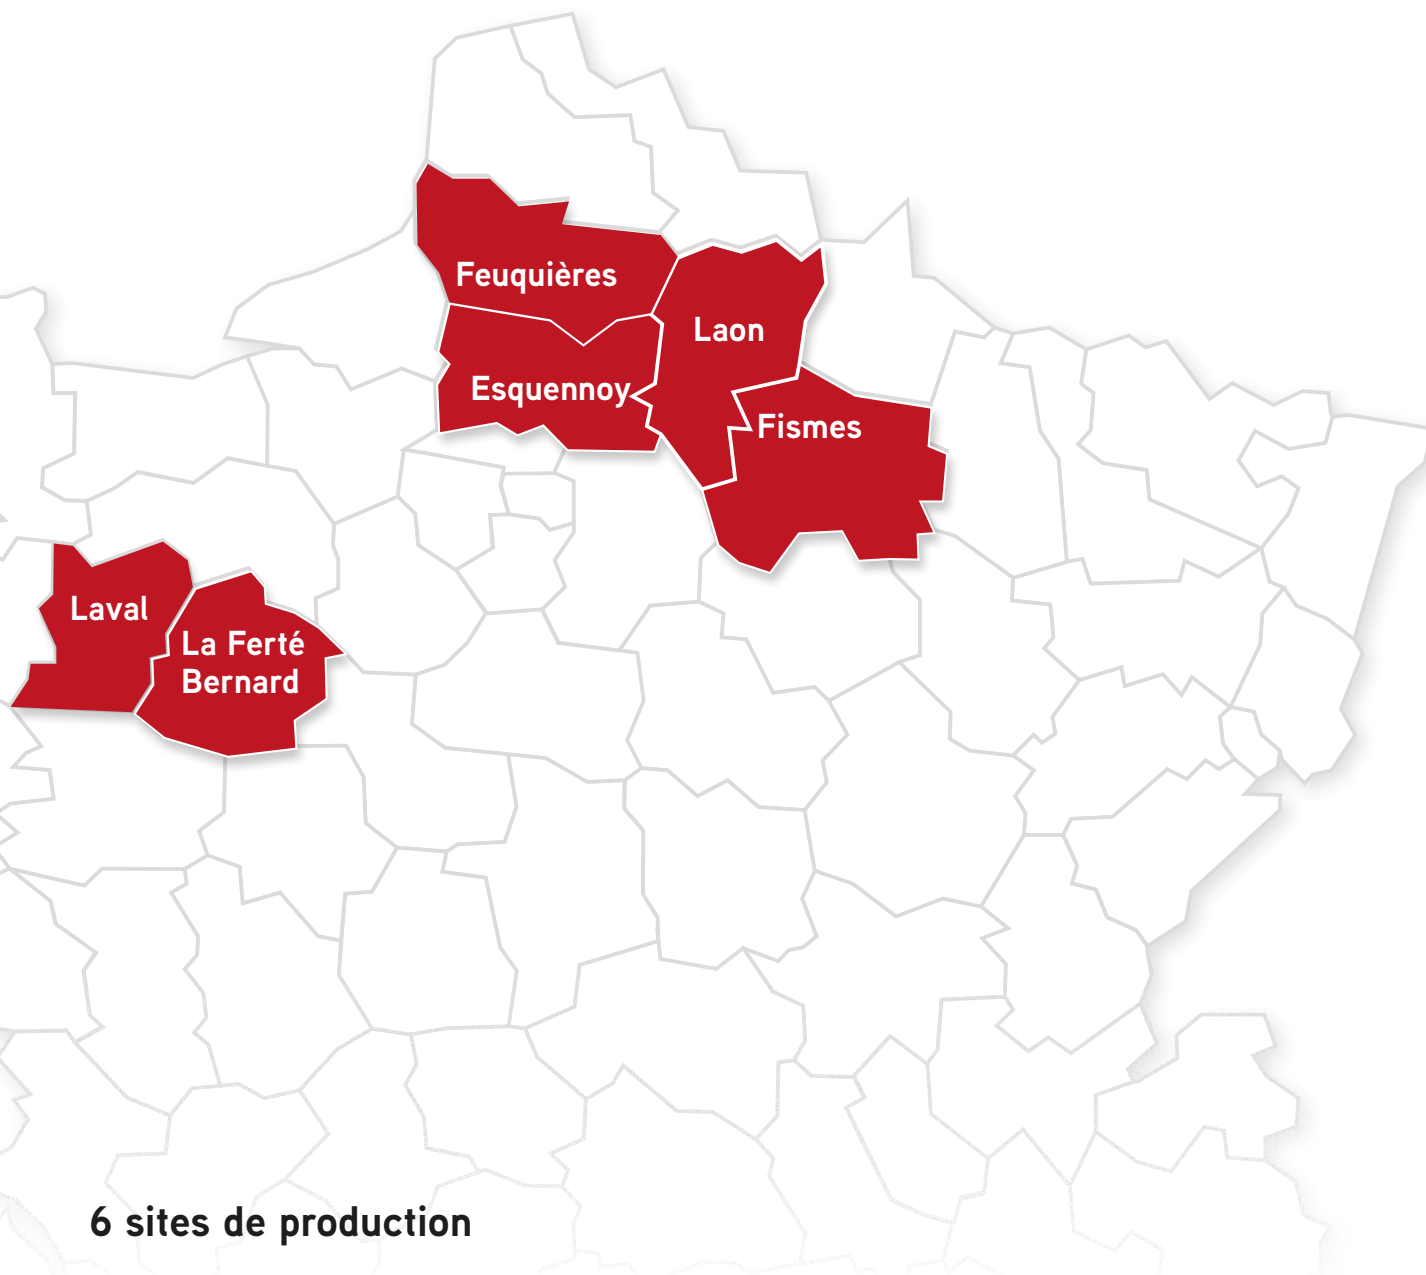 Feuquières
Laon
Esquennoy
Fismes
Laval
La Ferté
Bernard
6 sites de production